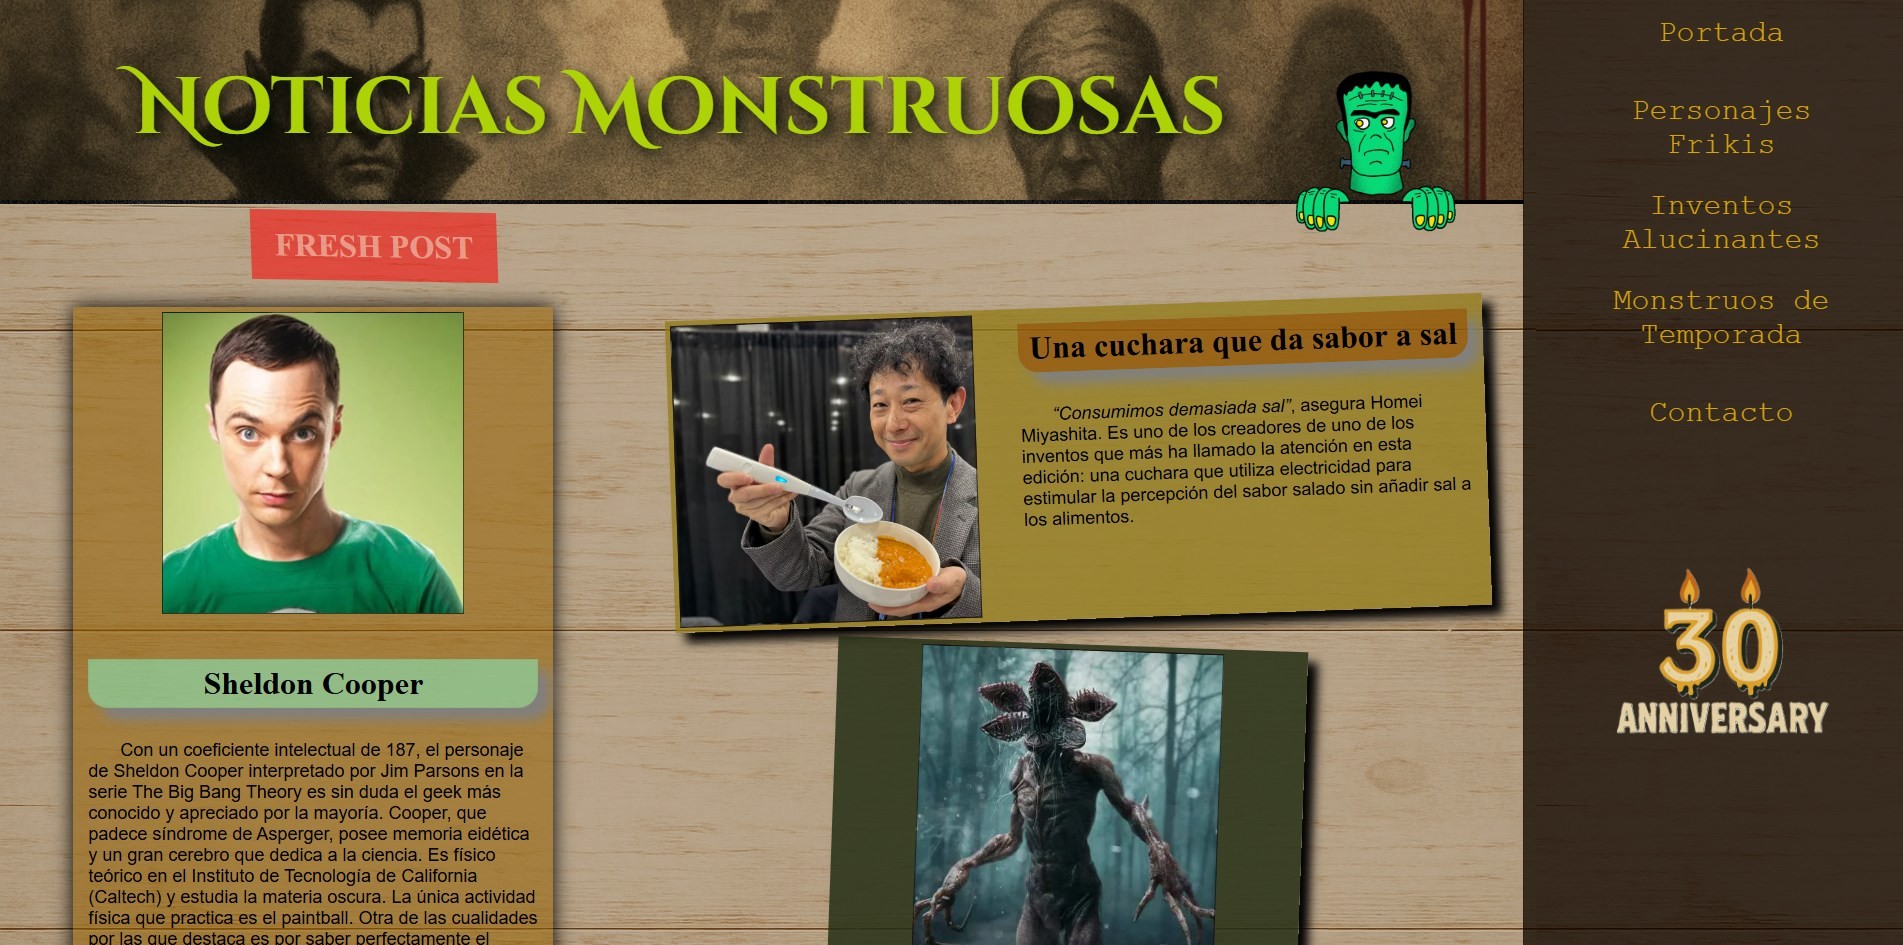 Noticias Monstruosas
FRESH POST
Sheldon Cooper
Con un coeficiente intelectual de 187, el personaje
de Sheldon Cooper interpretado por Jim Parsons en la
serie The Big Bang Theory es sin duda el geek más
conocido y apreciado por la mayoría. Cooper, que
padece síndrome de Asperger, posee memoria eidética
y un gran cerebro que dedica a la ciencia. Es físico
teórico en el Instituto de Tecnología de California
(Caltech) y estudia la materia oscura. La única actividad
física que practica es el paintball. Otra de las cualidades
por las que destaca es por saber perfectamente el
Una cuchara que da sabor a sal
“Consumimos demasiada sal”, asegura Homei
Miyashita. Es uno de los creadores de uno de los
inventos que más ha llamado la atención en esta
edición: una cuchara que utiliza electricidad para
estimular la percepción del sabor salado sin añadir sal a
los alimentos.
Portada
Personajes
Frikis
Inventos
Alucinantes
Monstruos de
Temporada
Contacto
30
ANNIVERSARY